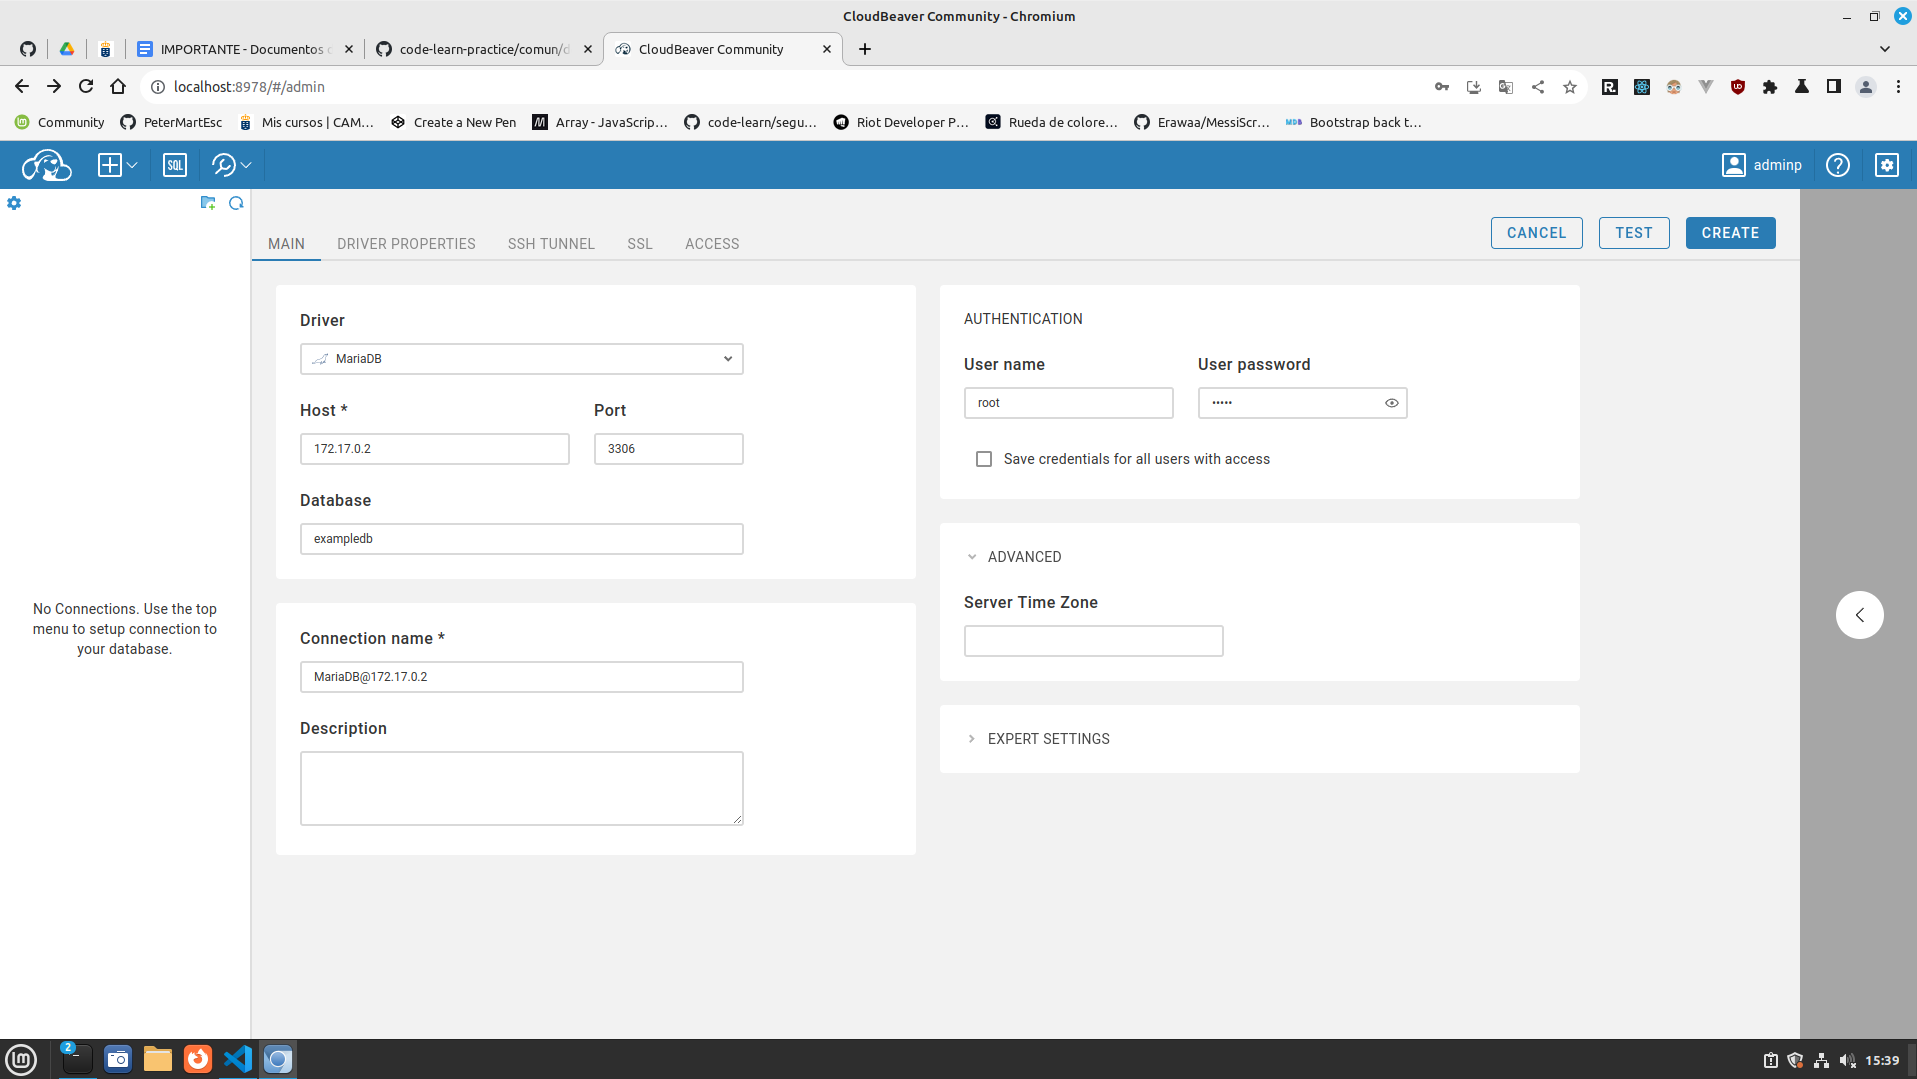 CloudBeaver Community - Chromium
IMPORTANTE - Documentos
code-learn-practice/comun/d
CloudBeaver Community
localhost:8978/#/admin
Community
PeterMartEsc
Mis cursos | CAM…
Create a New Pen
Array - JavaScrip…
code-learn/segu…
Riot Developer P…
Rueda de colore…
Erawaa/MessiScr…
Bootstrap back t…
SQL
adminp
MAIN
DRIVER PROPERTIES
SSH TUNNEL
SSL
ACCESS
CANCEL
TEST
CREATE
No Connections. Use the top
menu to setup connection to
your database.
Driver
MariaDB
Host *
Port
172.17.0.2
3306
Database
exampledb
Connection name *
MariaDB@172.17.0.2
Description
AUTHENTICATION
User name
User password
root
•••••
Save credentials for all users with access
ADVANCED
Server Time Zone
EXPERT SETTINGS
2
15:39